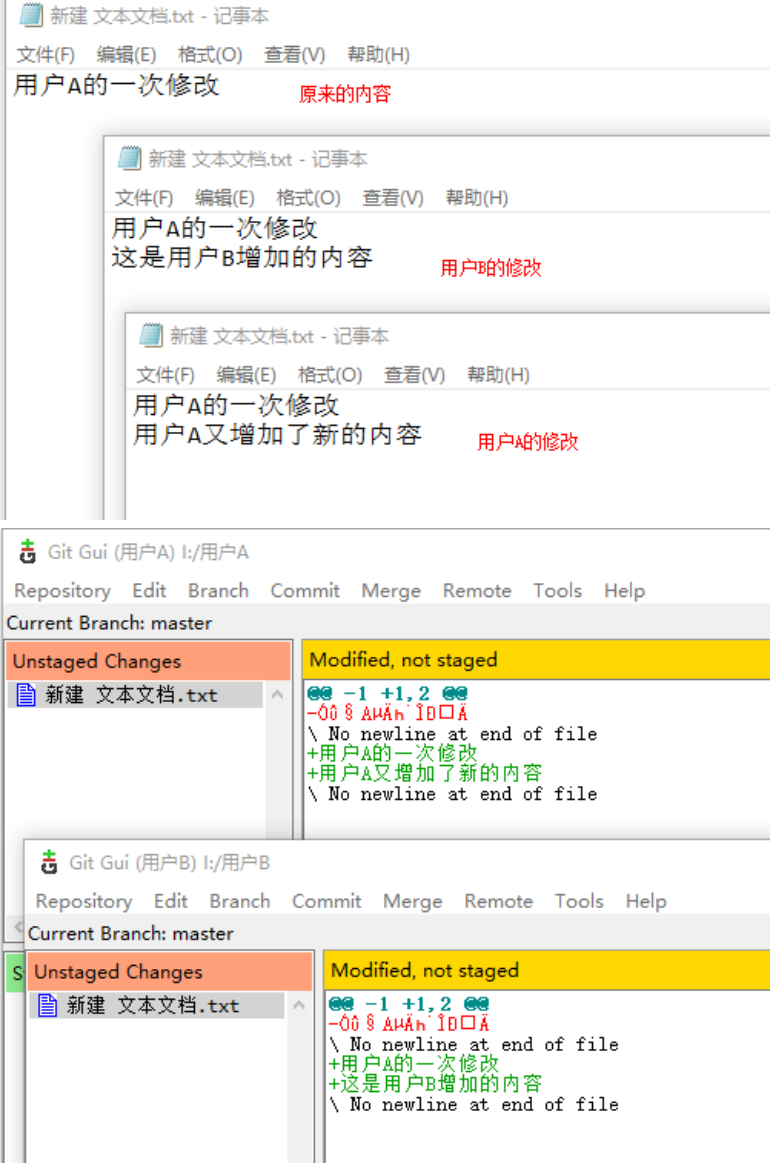 新建 文本文档.txt - 记事本
文件(F) 编辑(E) 格式(O) 查看(V) 帮助(H)
用户A的一次修改
原来的内容
新建 文本文档.txt - 记事本
文件(F) 编辑(E) 格式(O) 查看(V) 帮助(H)
用户A的一次修改
这是用户B增加的内容
用户B的修改
新建 文本文档.txt - 记事本
文件(F) 编辑(E) 格式(O) 查看(V) 帮助(H)
用户A的一次修改
用户A又增加了新的内容
用户A的修改
Git Gui (用户A) I:/用户A
Repository Edit Branch Commit Merge Remote Tools Help
Current Branch: master
Unstaged Changes
Modified, not staged
新建 文本文档.txt
@@ -1 +1,2 @@
\ No newline at end of file
+用户A的一次修改
+用户A又增加了新的内容
\ No newline at end of file
Git Gui (用户B) I:/用户B
Repository Edit Branch Commit Merge Remote Tools Help
Current Branch: master
Unstaged Changes
Modified, not staged
新建 文本文档.txt
@@ -1 +1,2 @@
\ No newline at end of file
+用户A的一次修改
+这是用户B增加的内容
\ No newline at end of file